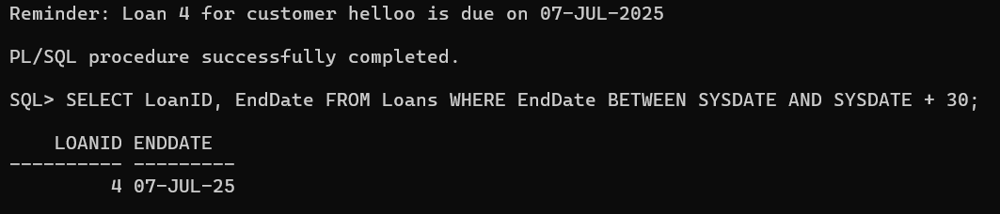 Reminder: Loan 4 for customer helloo is due on 07-JUL-2025
PL/SQL procedure successfully completed.
SQL> SELECT LoanID, EndDate FROM Loans WHERE EndDate BETWEEN SYSDATE AND SYSDATE + 30;
    LOANID ENDDATE
---------- ---------
         4 07-JUL-25